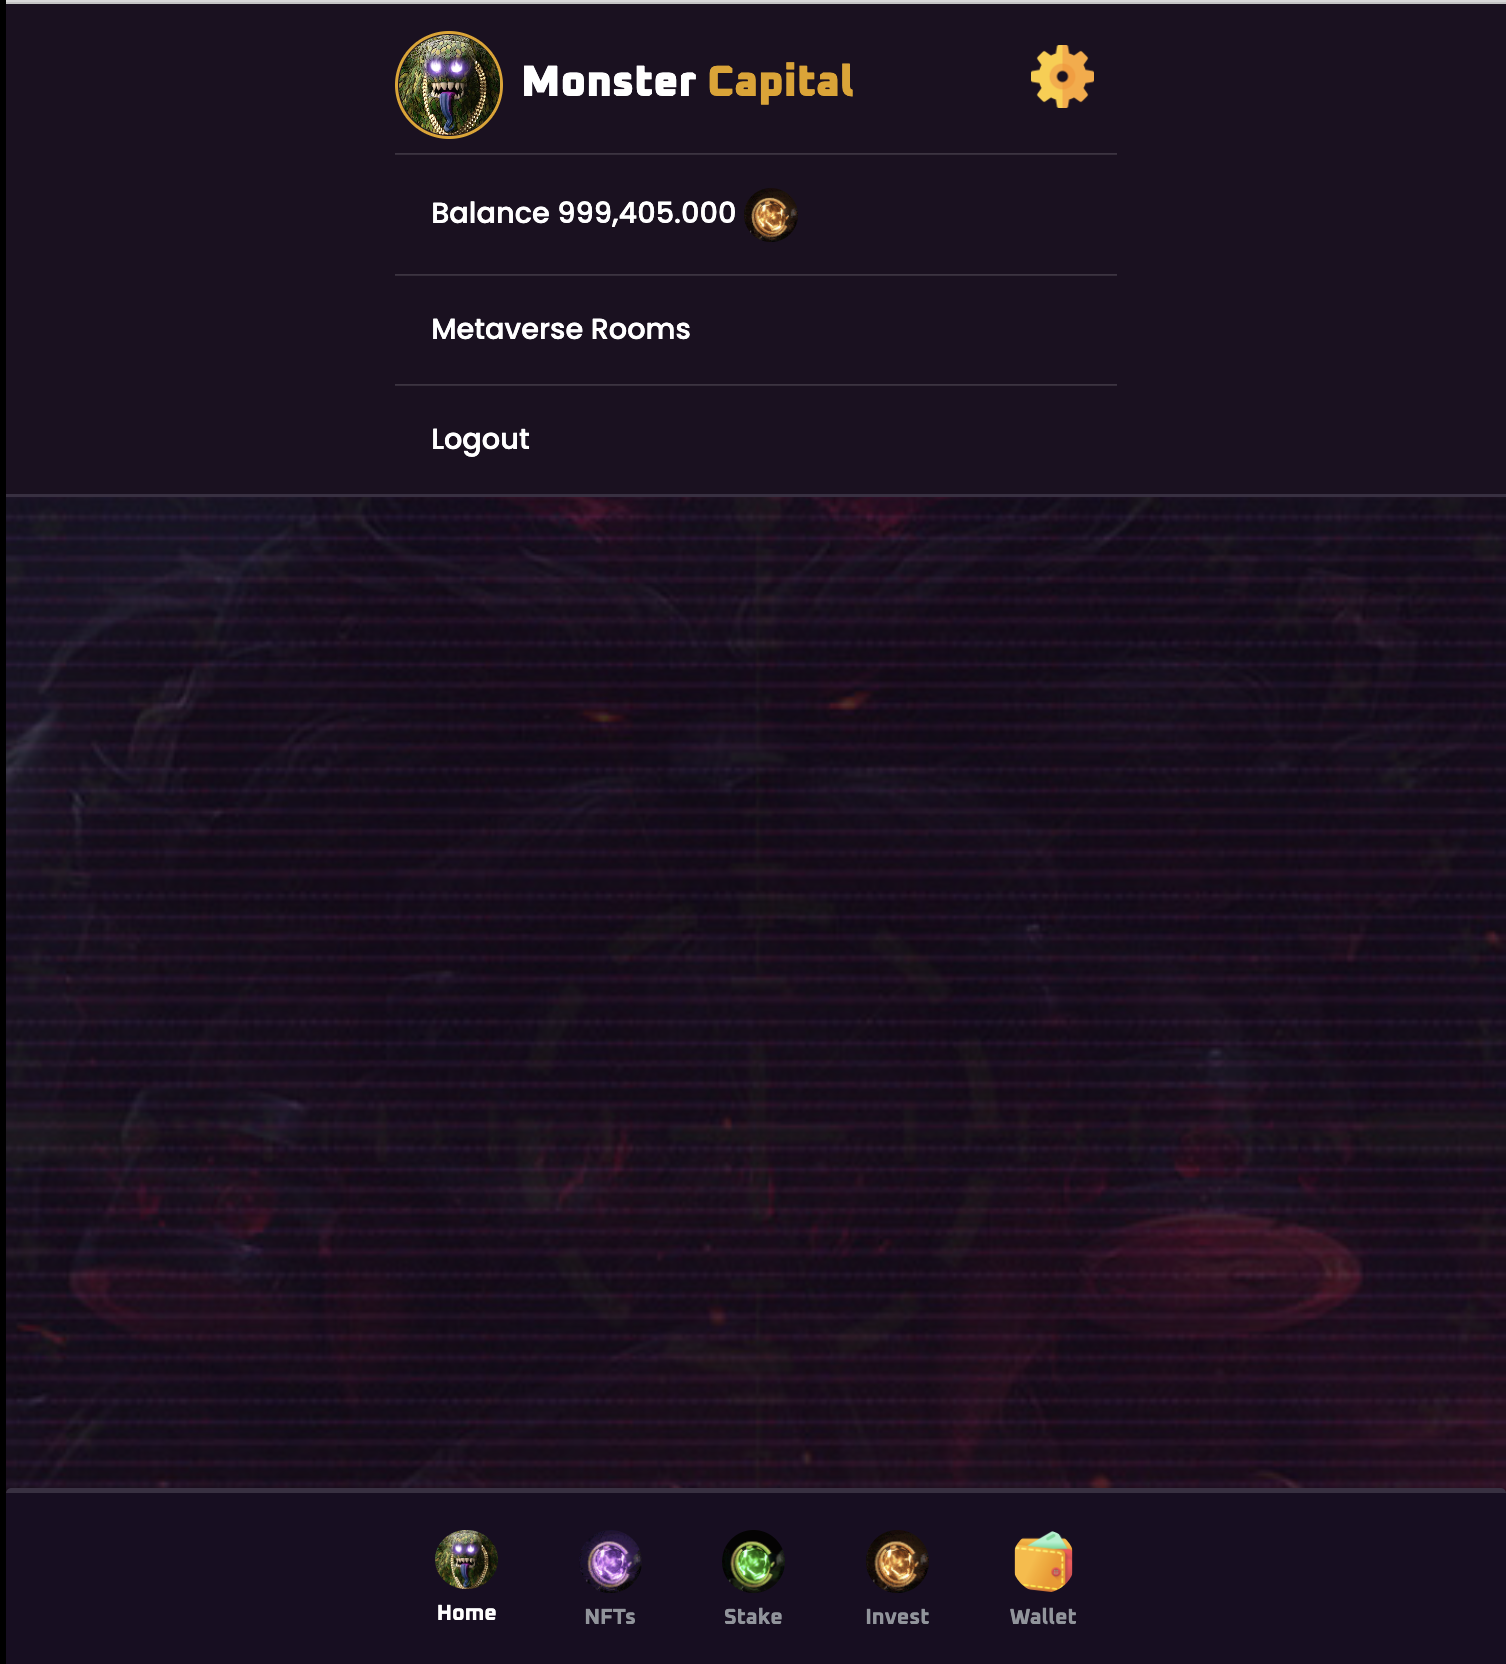 Monster Capital
Balance 999,405.000
Metaverse Rooms
Logout
Home NFTs Stake Invest Wallet